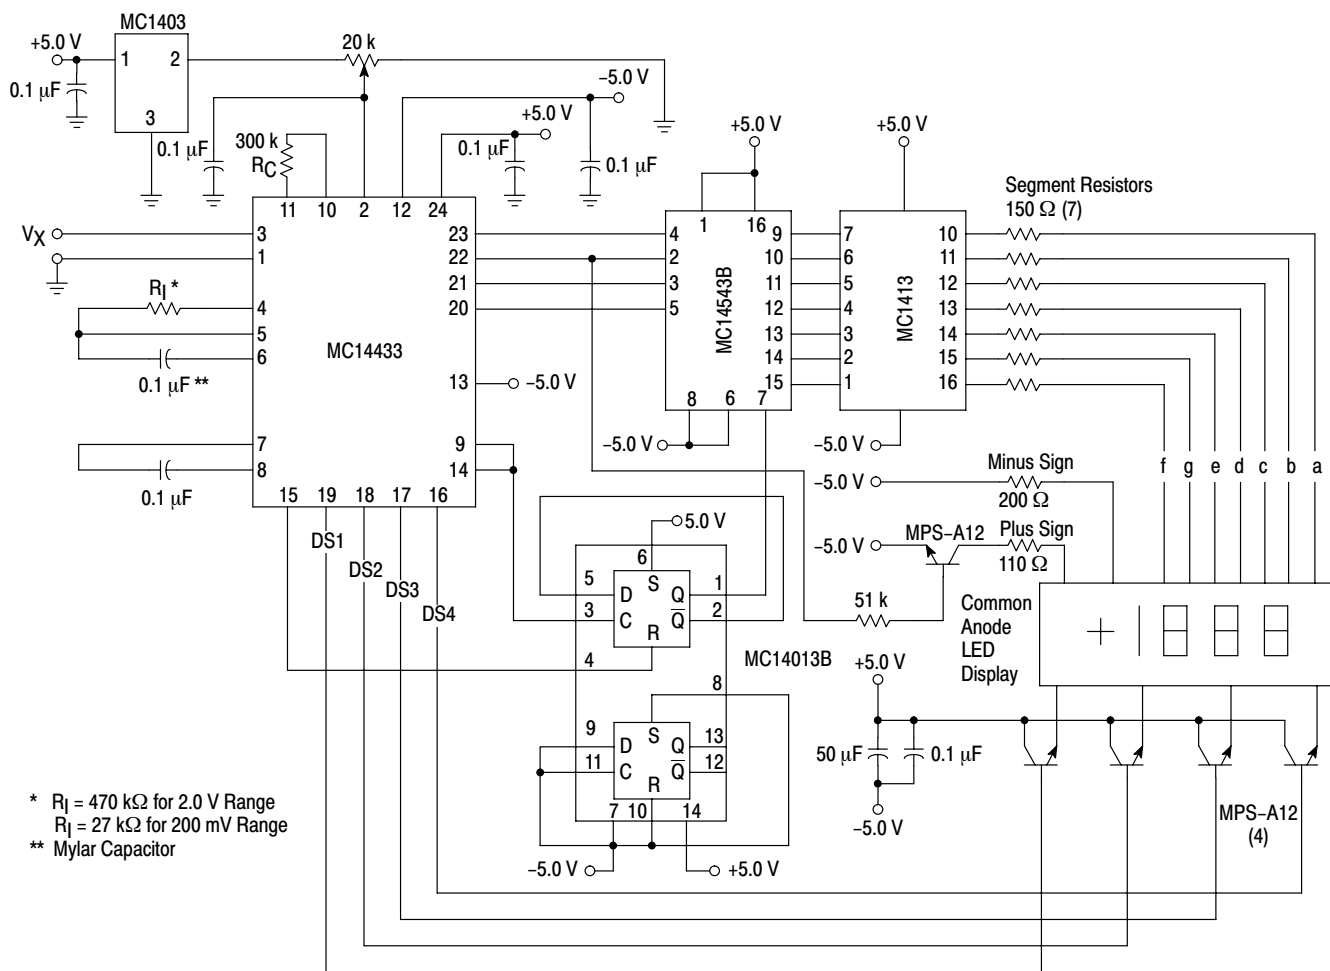 MC1403
+5.0 V
1
2
3
0.1 µF
20 k
–5.0 V
+5.0 V
0.1 µF
300 k
RC
0.1 µF
0.1 µF
11 10 2 12 24
VX
3
1
RI *
4
5
6
0.1 µF **
7
8
0.1 µF
MC14433
23
22
21
20
13
–5.0 V
9
14
15 19 18 17 16
DS1
DS2
DS3
DS4
+5.0 V
1 16
4
2
3
5
MC14543B
9
10
11
12
13
14
15
8 6 7
–5.0 V
+5.0 V
7
6
5
4
3
2
1
MC1413
10
11
12
13
14
15
16
–5.0 V
Segment Resistors
150 Ω (7)
f g e d c b a
Minus Sign
–5.0 V
200 Ω
MPS–A12
Plus Sign
–5.0 V
110 Ω
51 k
Common
Anode
LED
Display
5.0 V
6
5 D S Q 1
3 C R Q 2
4
MC14013B
8
9 D S Q 13
11 C R Q 12
7 10 14
–5.0 V
+5.0 V
+5.0 V
50 µF
0.1 µF
–5.0 V
MPS–A12
(4)
* RI = 470 kΩ for 2.0 V Range
RI = 27 kΩ for 200 mV Range
** Mylar Capacitor